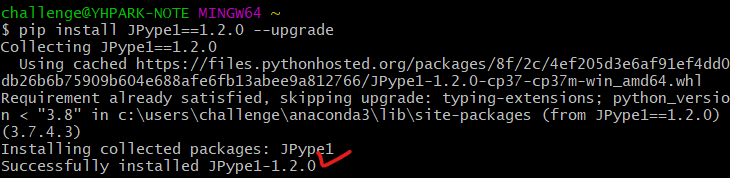 challenge@YHPARK-NOTE MINGW64 ~
$ pip install JPype1==1.2.0 --upgrade
Collecting JPype1==1.2.0
Using cached https://files.pythonhosted.org/packages/8f/2c/4ef205d3e6af91ef4dd0
db26b6b75909b604e688afe6fb13abee9a812766/JPype1-1.2.0-cp37-cp37m-win_amd64.whl
Requirement already satisfied, skipping upgrade: typing-extensions; python_versio
n < "3.8" in c:\users\challenge\anaconda3\lib\site-packages (from JPype1==1.2.0)
(3.7.4.3)
Installing collected packages: JPype1
Successfully installed JPype1-1.2.0